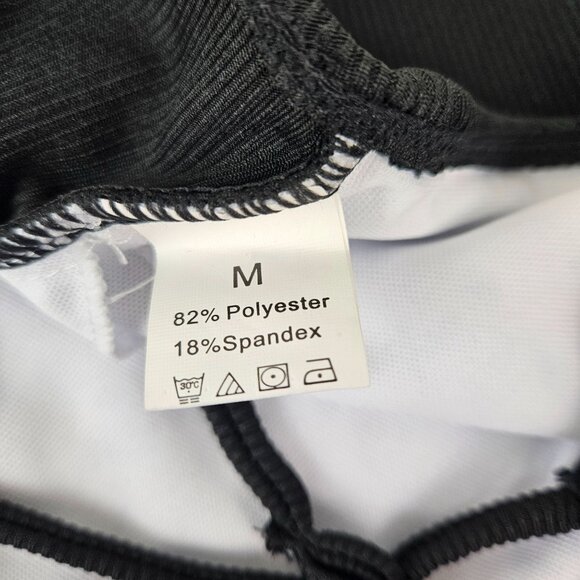 M
82% Polyester
18%Spandex
30°C